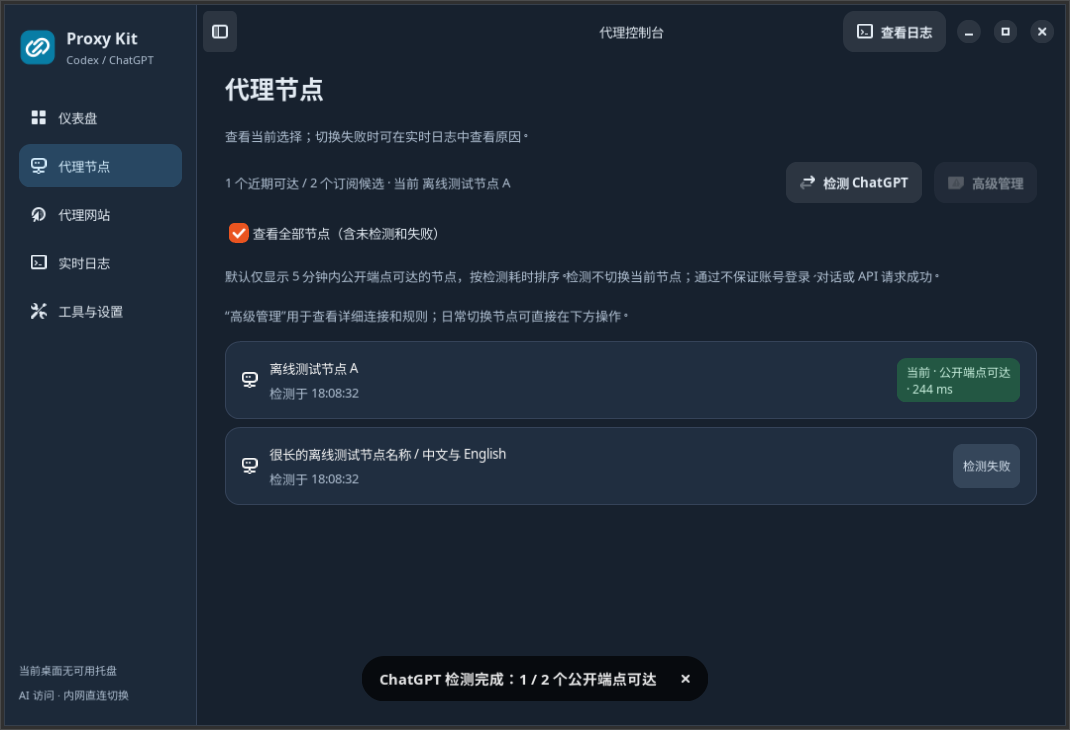 Proxy Kit
Codex / ChatGPT
仪表盘
代理节点
代理网站
实时日志
工具与设置
当前桌面无可用托盘
AI 访问 · 内网直连切换
代理控制台
查看日志
代理节点
查看当前选择；切换失败时可在实时日志中查看原因。
1 个近期可达 / 2 个订阅候选 · 当前 离线测试节点 A
检测 ChatGPT
高级管理
查看全部节点（含未检测和失败）
默认仅显示 5 分钟内公开端点可达的节点，按检测耗时排序。检测不切换当前节点；通过不保证账号登录、对话或 API 请求成功。
“高级管理”用于查看详细连接和规则；日常切换节点可直接在下方操作。
离线测试节点 A
检测于 18:08:32
当前 · 公开端点可达
· 244 ms
很长的离线测试节点名称 / 中文与 English
检测于 18:08:32
检测失败
ChatGPT 检测完成：1 / 2 个公开端点可达